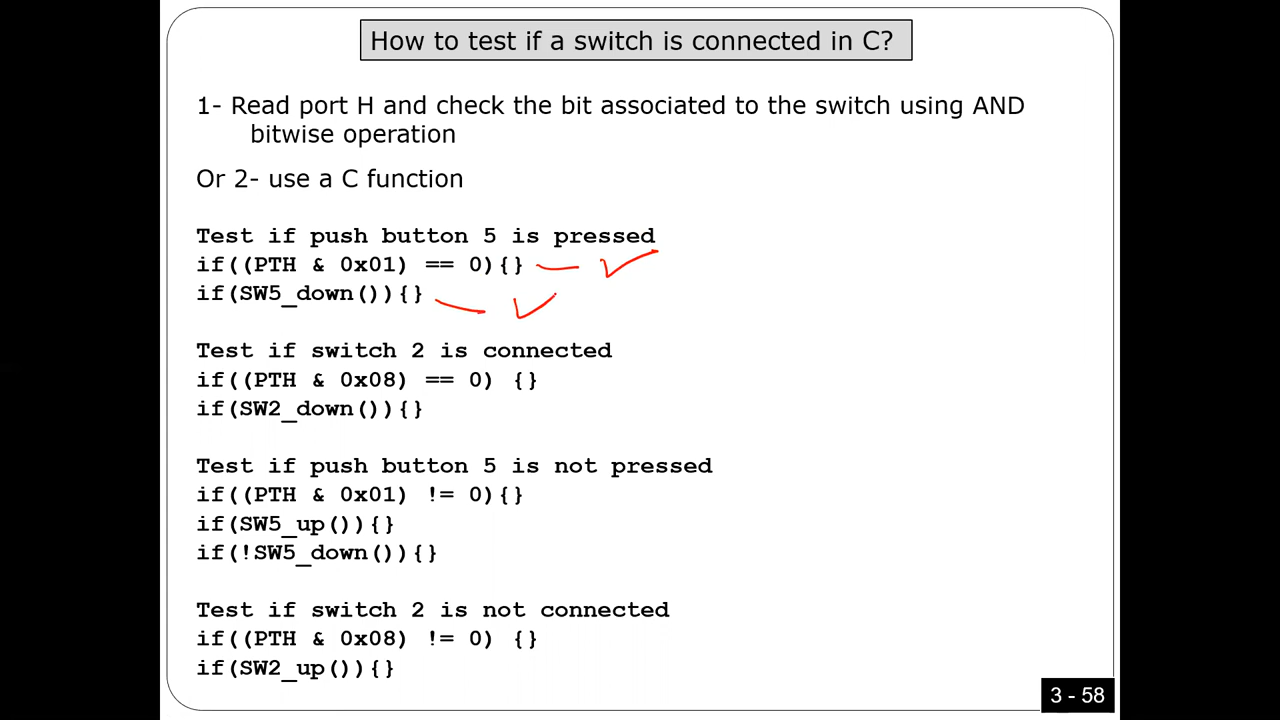 How to test if a switch is connected in C?
1- Read port H and check the bit associated to the switch using AND
bitwise operation
Or 2- use a C function
Test if push button 5 is pressed
if((PTH & 0x01) == 0){}
if(SW5_down()){}
Test if switch 2 is connected
if((PTH & 0x08) == 0) {}
if(SW2_down()){}
Test if push button 5 is not pressed
if((PTH & 0x01) != 0){}
if(SW5_up()){}
if(!SW5_down()){}
Test if switch 2 is not connected
if((PTH & 0x08) != 0) {}
if(SW2_up()){}
3 - 58